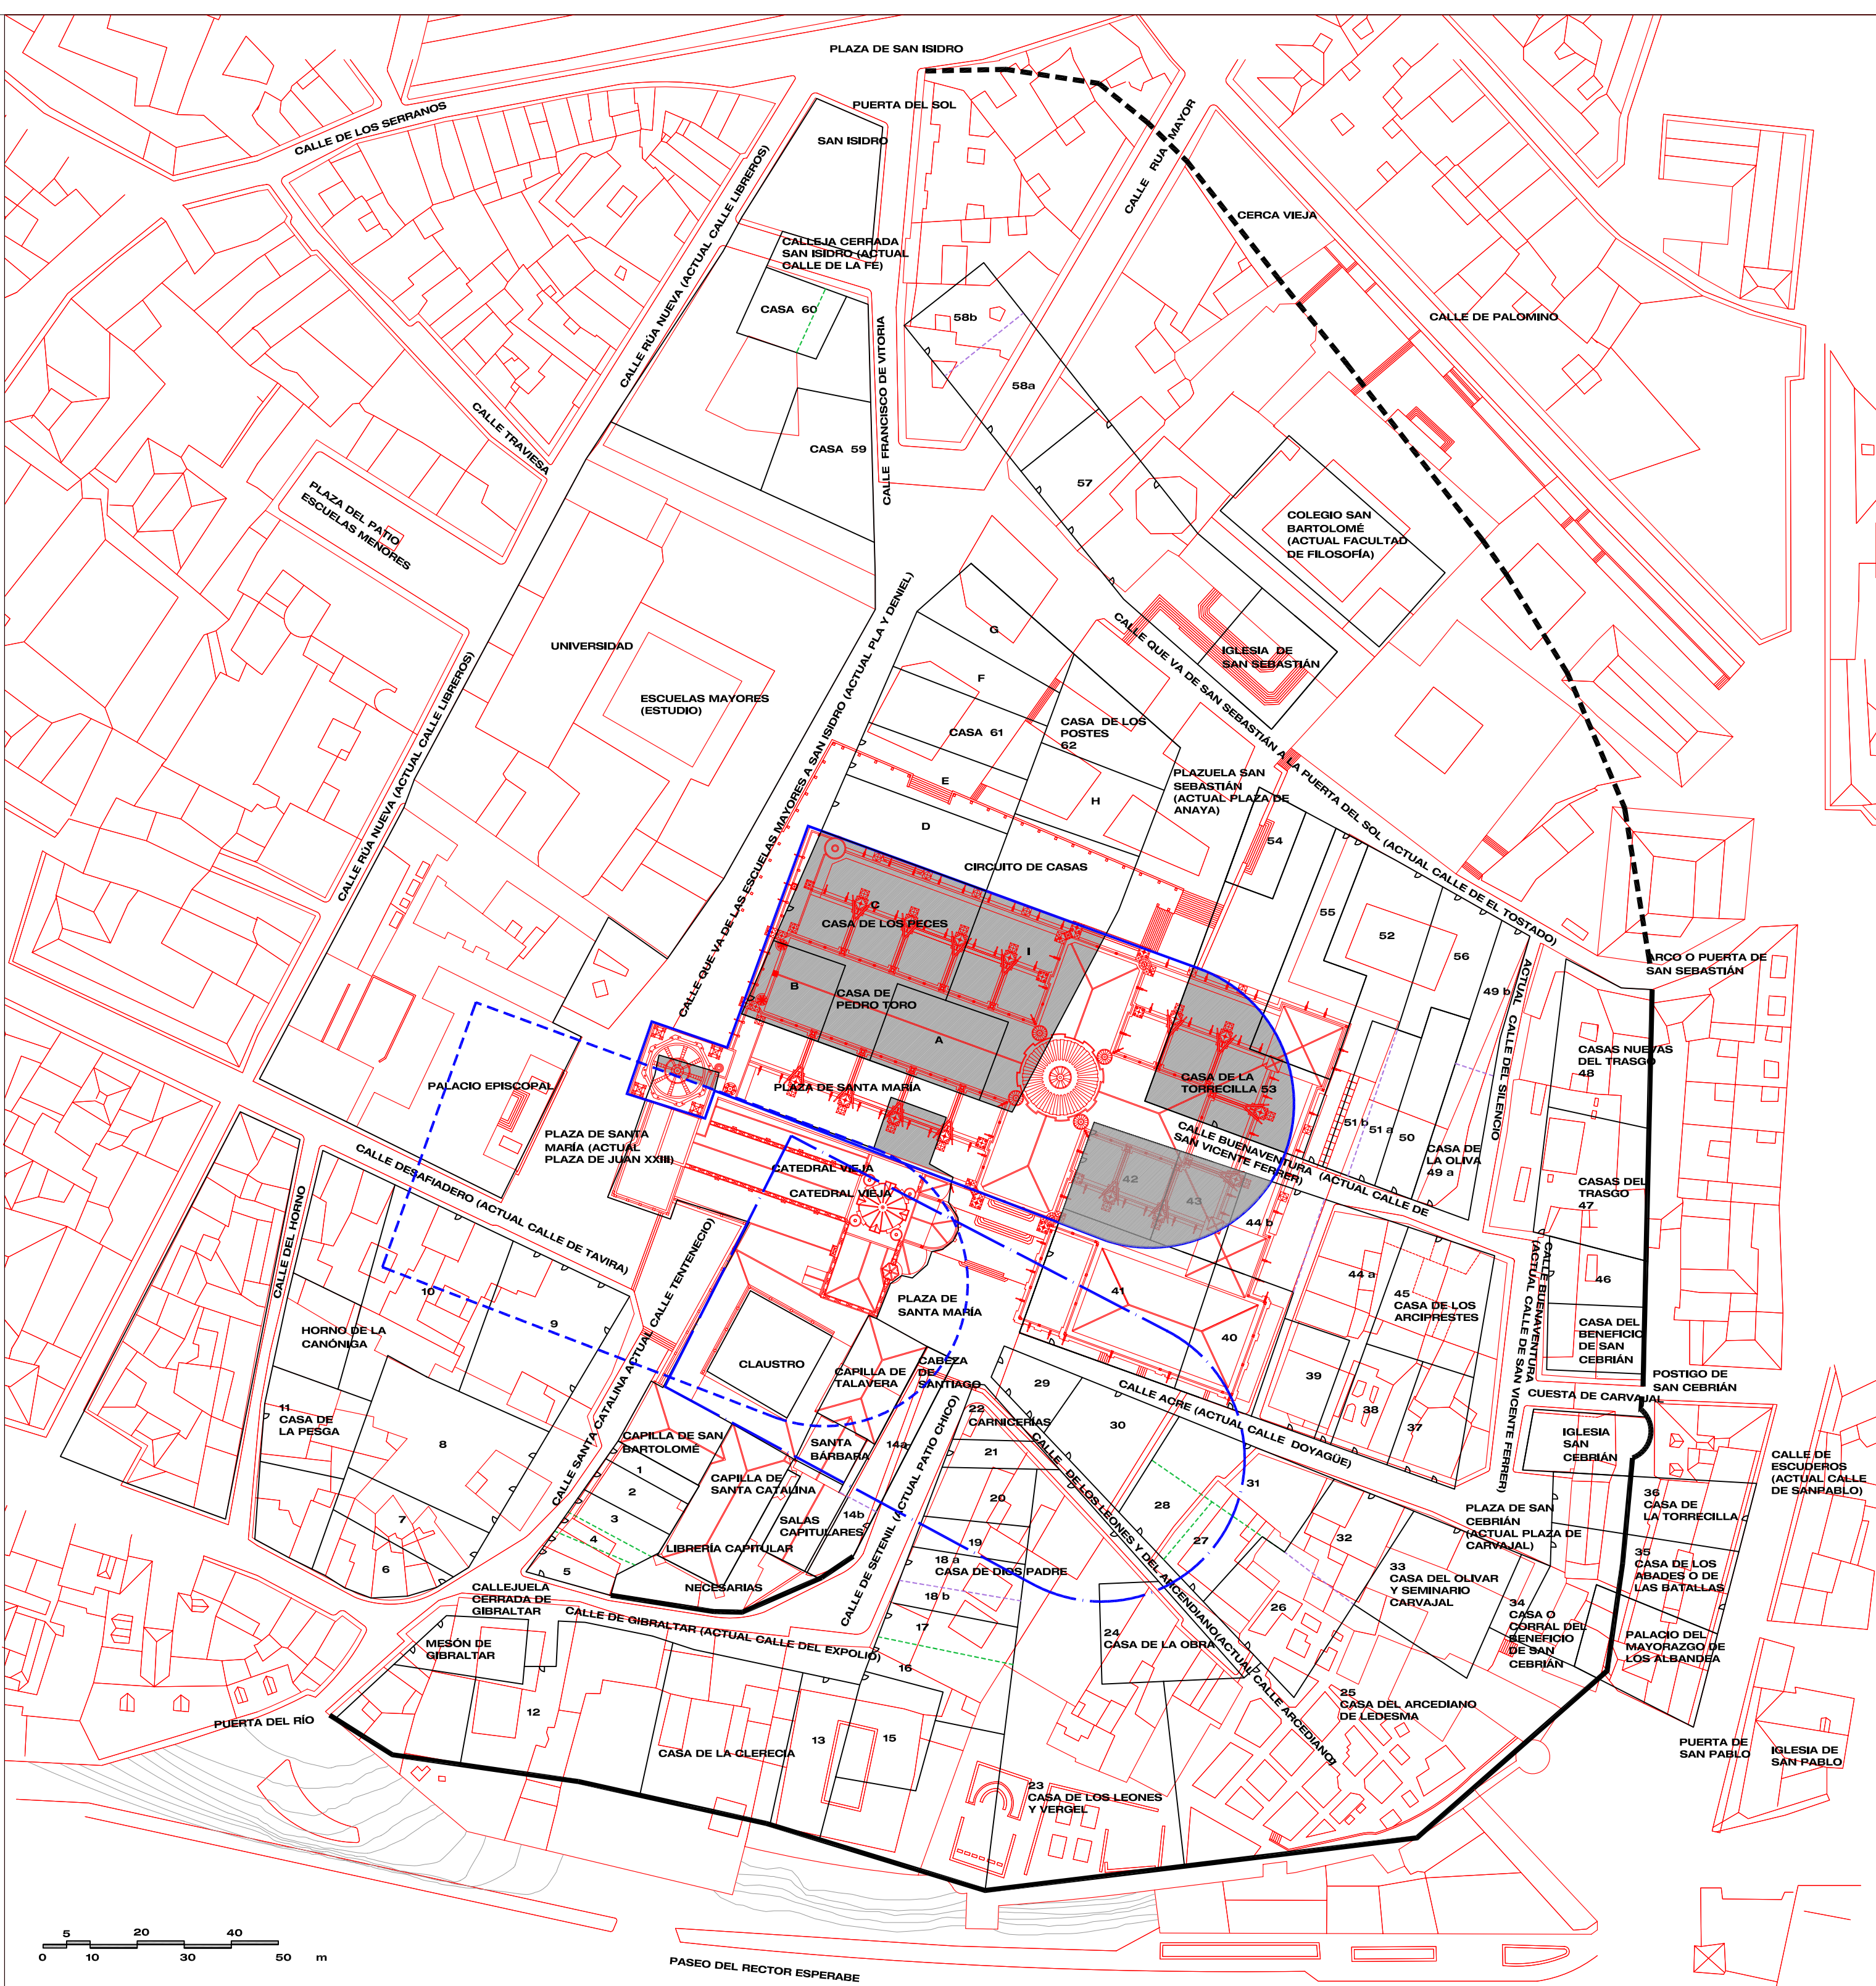 PLAZA DE SAN ISIDRO
PUERTA DEL SOL
SAN ISIDRO
CALLE DE LOS SERRANOS
CALLE RUA MAYOR
CERCA VIEJA
CALLE RÚA NUEVA (ACTUAL CALLE LIBREROS)
CALLEJA CERRADA
SAN ISIDRO (ACTUAL
CALLE DE LA FÉ)
CASA 60
58b
CALLE DE PALOMINO
58a
CALLE FRANCISCO DE VITORIA
CALLE TRAVIESA
CASA 59
57
PLAZA DEL PATIO
ESCUELAS MENORES
COLEGIO SAN
BARTOLOMÉ
(ACTUAL FACULTAD
DE FILOSOFÍA)
UNIVERSIDAD
ESCUELAS MAYORES
(ESTUDIO)
G
F
CASA 61
E
D
CASA DE LOS
POSTES
62
H
IGLESIA DE
SAN SEBASTIÁN
CALLE QUE VA DE SAN SEBASTIÁN A LA PUERTA DEL SOL (ACTUAL CALLE DE EL TOSTADO)
PLAZUELA SAN
SEBASTIÁN
(ACTUAL PLAZA DE
ANAYA)
CALLE QUE VA DE LAS ESCUELAS MAYORES A SAN ISIDRO (ACTUAL PLA Y DENIEL)
CALLE RÚA NUEVA (ACTUAL CALLE LIBREROS)
CIRCUITO DE CASAS
54
C
CASA DE LOS PECES
I
55
52
56
49 b
ARCO O PUERTA DE
SAN SEBASTIÁN
B
CASA DE
PEDRO TORO
A
ACTUAL CALLE DEL SILENCIO
CASAS NUEVAS
DEL TRASGO
48
PALACIO EPISCOPAL
PLAZA DE SANTA MARÍA
CASA DE LA
TORRECILLA 53
PLAZA DE SANTA
MARÍA (ACTUAL
PLAZA DE JUAN XXIII)
CALLE BUENAVENTURA (ACTUAL CALLE DE
SAN VICENTE FERRER)
51 b
51 a
50
CASA DE
LA OLIVA
49 a
CATEDRAL VIEJA
CATEDRAL VIEJA
42
43
44 b
CASAS DEL
TRASGO
47
CALLE DESAFIADERO (ACTUAL CALLE DE TAVIRA)
CALLE DEL HORNO
10
9
HORNO DE LA
CANÓNIGA
PLAZA DE
SANTA MARÍA
41
40
44 a
45
CASA DE LOS
ARCIPRESTES
CALLE BUENAVENTURA
(ACTUAL CALLE DE SAN VICENTE FERRER)
46
CASA DEL
BENEFICIO
DE SAN
CEBRIÁN
CLAUSTRO
CAPILLA DE
TALAVERA
CABEZA
DE
SANTIAGO
29
39
CALLE ACRE (ACTUAL CALLE DOYAGÜE)
POSTIGO DE
SAN CEBRIÁN
CUESTA DE CARVAJAL
11
CASA DE
LA PESGA
8
CALLE SANTA CATALINA ACTUAL CALLE TENTENECIO)
CAPILLA DE SAN
BARTOLOMÉ
SANTA
BÁRBARA
14a
22
CARNICERÍAS
21
30
38
37
IGLESIA
SAN
CEBRIÁN
CALLE DE
ESCUDEROS
(ACTUAL CALLE
DE SANPABLO)
1
2
3
4
5
CAPILLA DE
SANTA CATALINA
SALAS
CAPITULARES
14b
20
19
28
27
31
32
36
CASA DE
LA TORRECILLA
PLAZA DE SAN
CEBRIÁN
(ACTUAL PLAZA DE
CARVAJAL)
7
6
LIBRERÍA CAPITULAR
NECESARIAS
18 a
CASA DE DIOS PADRE
18 b
33
CASA DEL OLIVAR
Y SEMINARIO
CARVAJAL
35
CASA DE LOS
ABADES O DE
LAS BATALLAS
CALLE DE SETENIL (ACTUAL PATIO CHICO)
CALLE DE LOS LEONES Y DEL ARCENDIANO(ACTUAL CALLE ARCEDIANO)
CALLEJUELA
CERRADA DE
GIBRALTAR
CALLE DE GIBRALTAR (ACTUAL CALLE DEL EXPOLIO)
17
26
34
CASA O
CORRAL DEL
BENEFICIO
DE SAN
CEBRIÁN
PALACIO DEL
MAYORAZGO DE
LOS ALBANDEA
MESÓN DE
GIBRALTAR
24
CASA DE LA OBRA
16
25
CASA DEL ARCEDIANO
DE LEDESMA
PUERTA DEL RÍO
12
CASA DE LA CLERECIA
13
15
PUERTA DE
SAN PABLO
IGLESIA DE
SAN PABLO
23
CASA DE LOS LEONES
Y VERGEL
5 20 40
0 10 30 50 m
PASEO DEL RECTOR ESPERABE